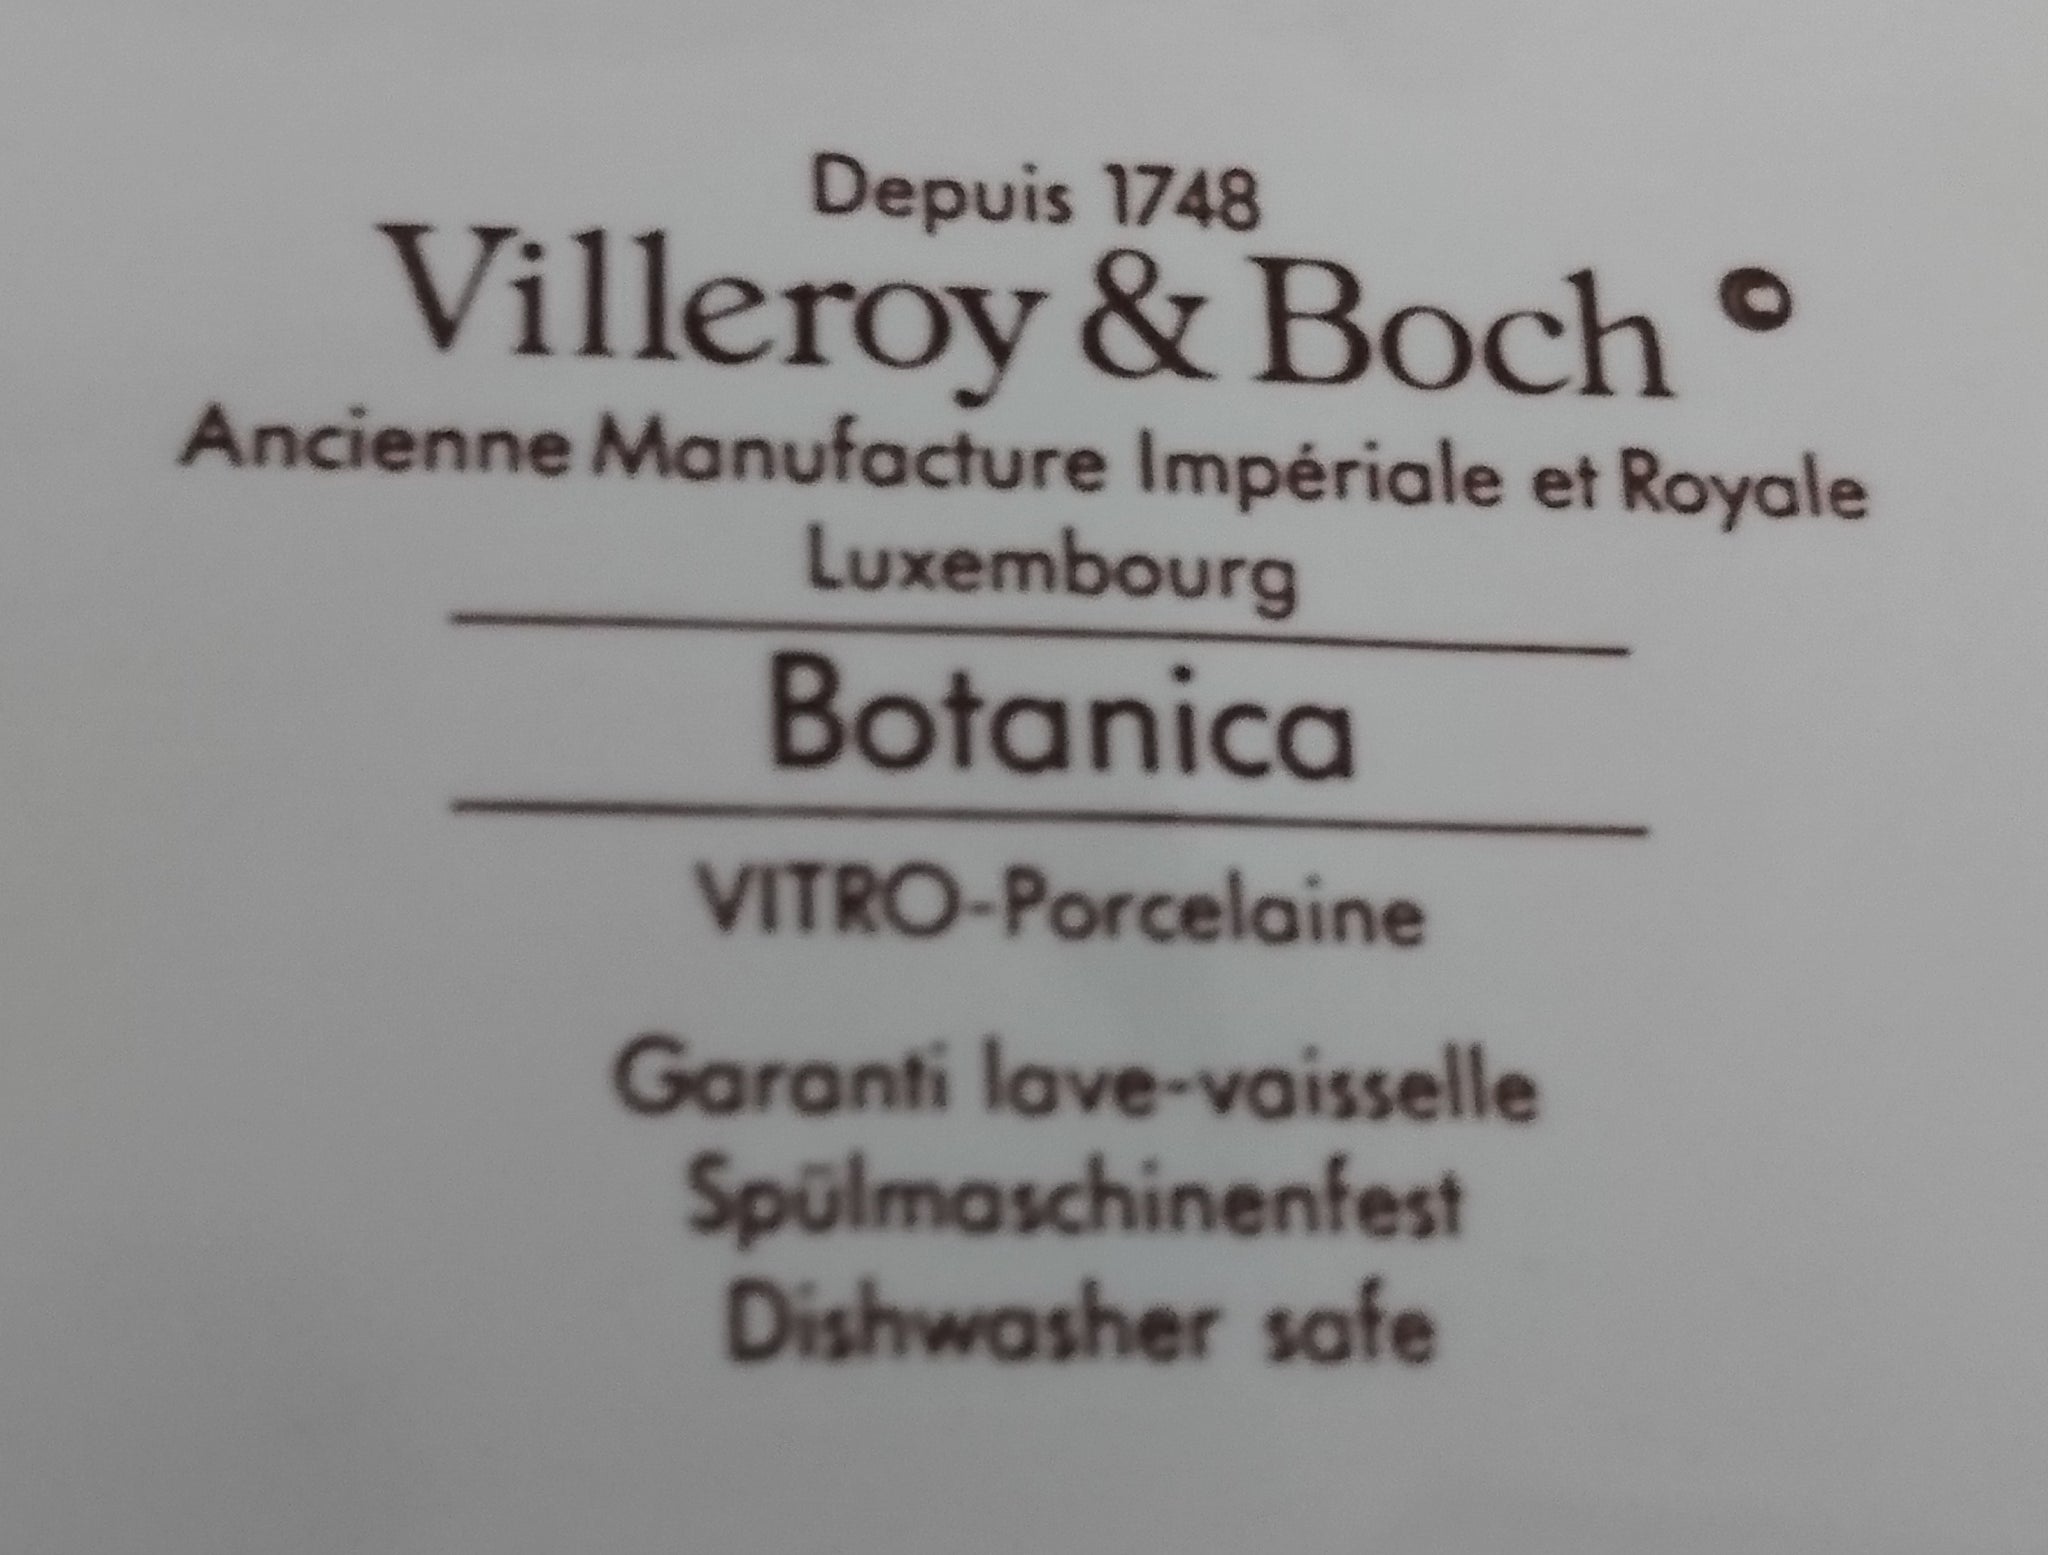 Depuis 1748
Villeroy & Boch ©
Ancienne Manufacture Impériale et Royale
Luxembourg
Botanica
VITRO-Porcelaine
Garanti lave-vaisselle
Spülmaschinenfest
Dishwasher safe